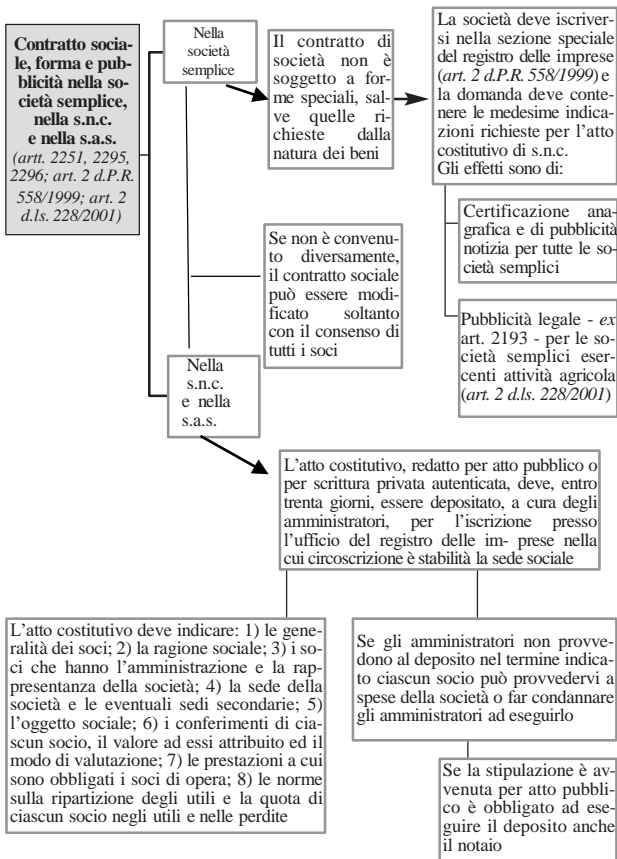 Contratto socia-
le, forma e pub-
blicità nella so-
cietà semplice,
nella s.n.c.
e nella s.a.s.
(artt. 2251, 2295,
2296; art. 2 d.P.R.
558/1999; art. 2
d.ls. 228/2001)
Nella
società
semplice
Il contratto di
società non è
soggetto a for-
me speciali, sal-
ve quelle ri-
chieste dalla
natura dei beni
La società deve iscriver-
si nella sezione speciale
del registro delle imprese
(art. 2 d.P.R. 558/1999) e
la domanda deve conte-
nere le medesime indica-
zioni richieste per l’atto
costitutivo di s.n.c.
Gli effetti sono di:
Certificazione ana-
grafica e di pubblicità
notizia per tutte le so-
cietà semplici
Pubblicità legale - ex
art. 2193 - per le so-
cietà semplici eser-
centi attività agricola
(art. 2 d.ls. 228/2001)
Se non è convenu-
to diversamente,
il contratto sociale
può essere modi-
ficato soltanto
con il consenso di
tutti i soci
Nella
s.n.c.
e nella
s.a.s.
L’atto costitutivo, redatto per atto pubblico o
per scrittura privata autenticata, deve, entro
trenta giorni, essere depositato, a cura degli
amministratori, per l’iscrizione presso
l’ufficio del registro delle im- prese nella
cui circoscrizione è stabilità la sede sociale
L’atto costitutivo deve indicare: 1) le gene-
ralità dei soci; 2) la ragione sociale; 3) i so-
ci che hanno l’amministrazione e la rap-
presentanza della società; 4) la sede della
società e le eventuali sedi secondarie; 5)
l’oggetto sociale; 6) i conferimenti di cia-
scun socio, il valore ad essi attribuito ed il
modo di valutazione; 7) le prestazioni a cui
sono obbligati i soci di opera; 8) le norme
sulla ripartizione degli utili e la quota di
ciascun socio negli utili e nelle perdite
Se gli amministratori non provve-
dono al deposito nel termine indica-
to ciascun socio può provvedervi a
spese della società o far condannare
gli amministratori ad eseguirlo
Se la stipulazione è av-
venuta per atto pubbli-
co è obbligato ad ese-
guire il deposito anche
il notaio